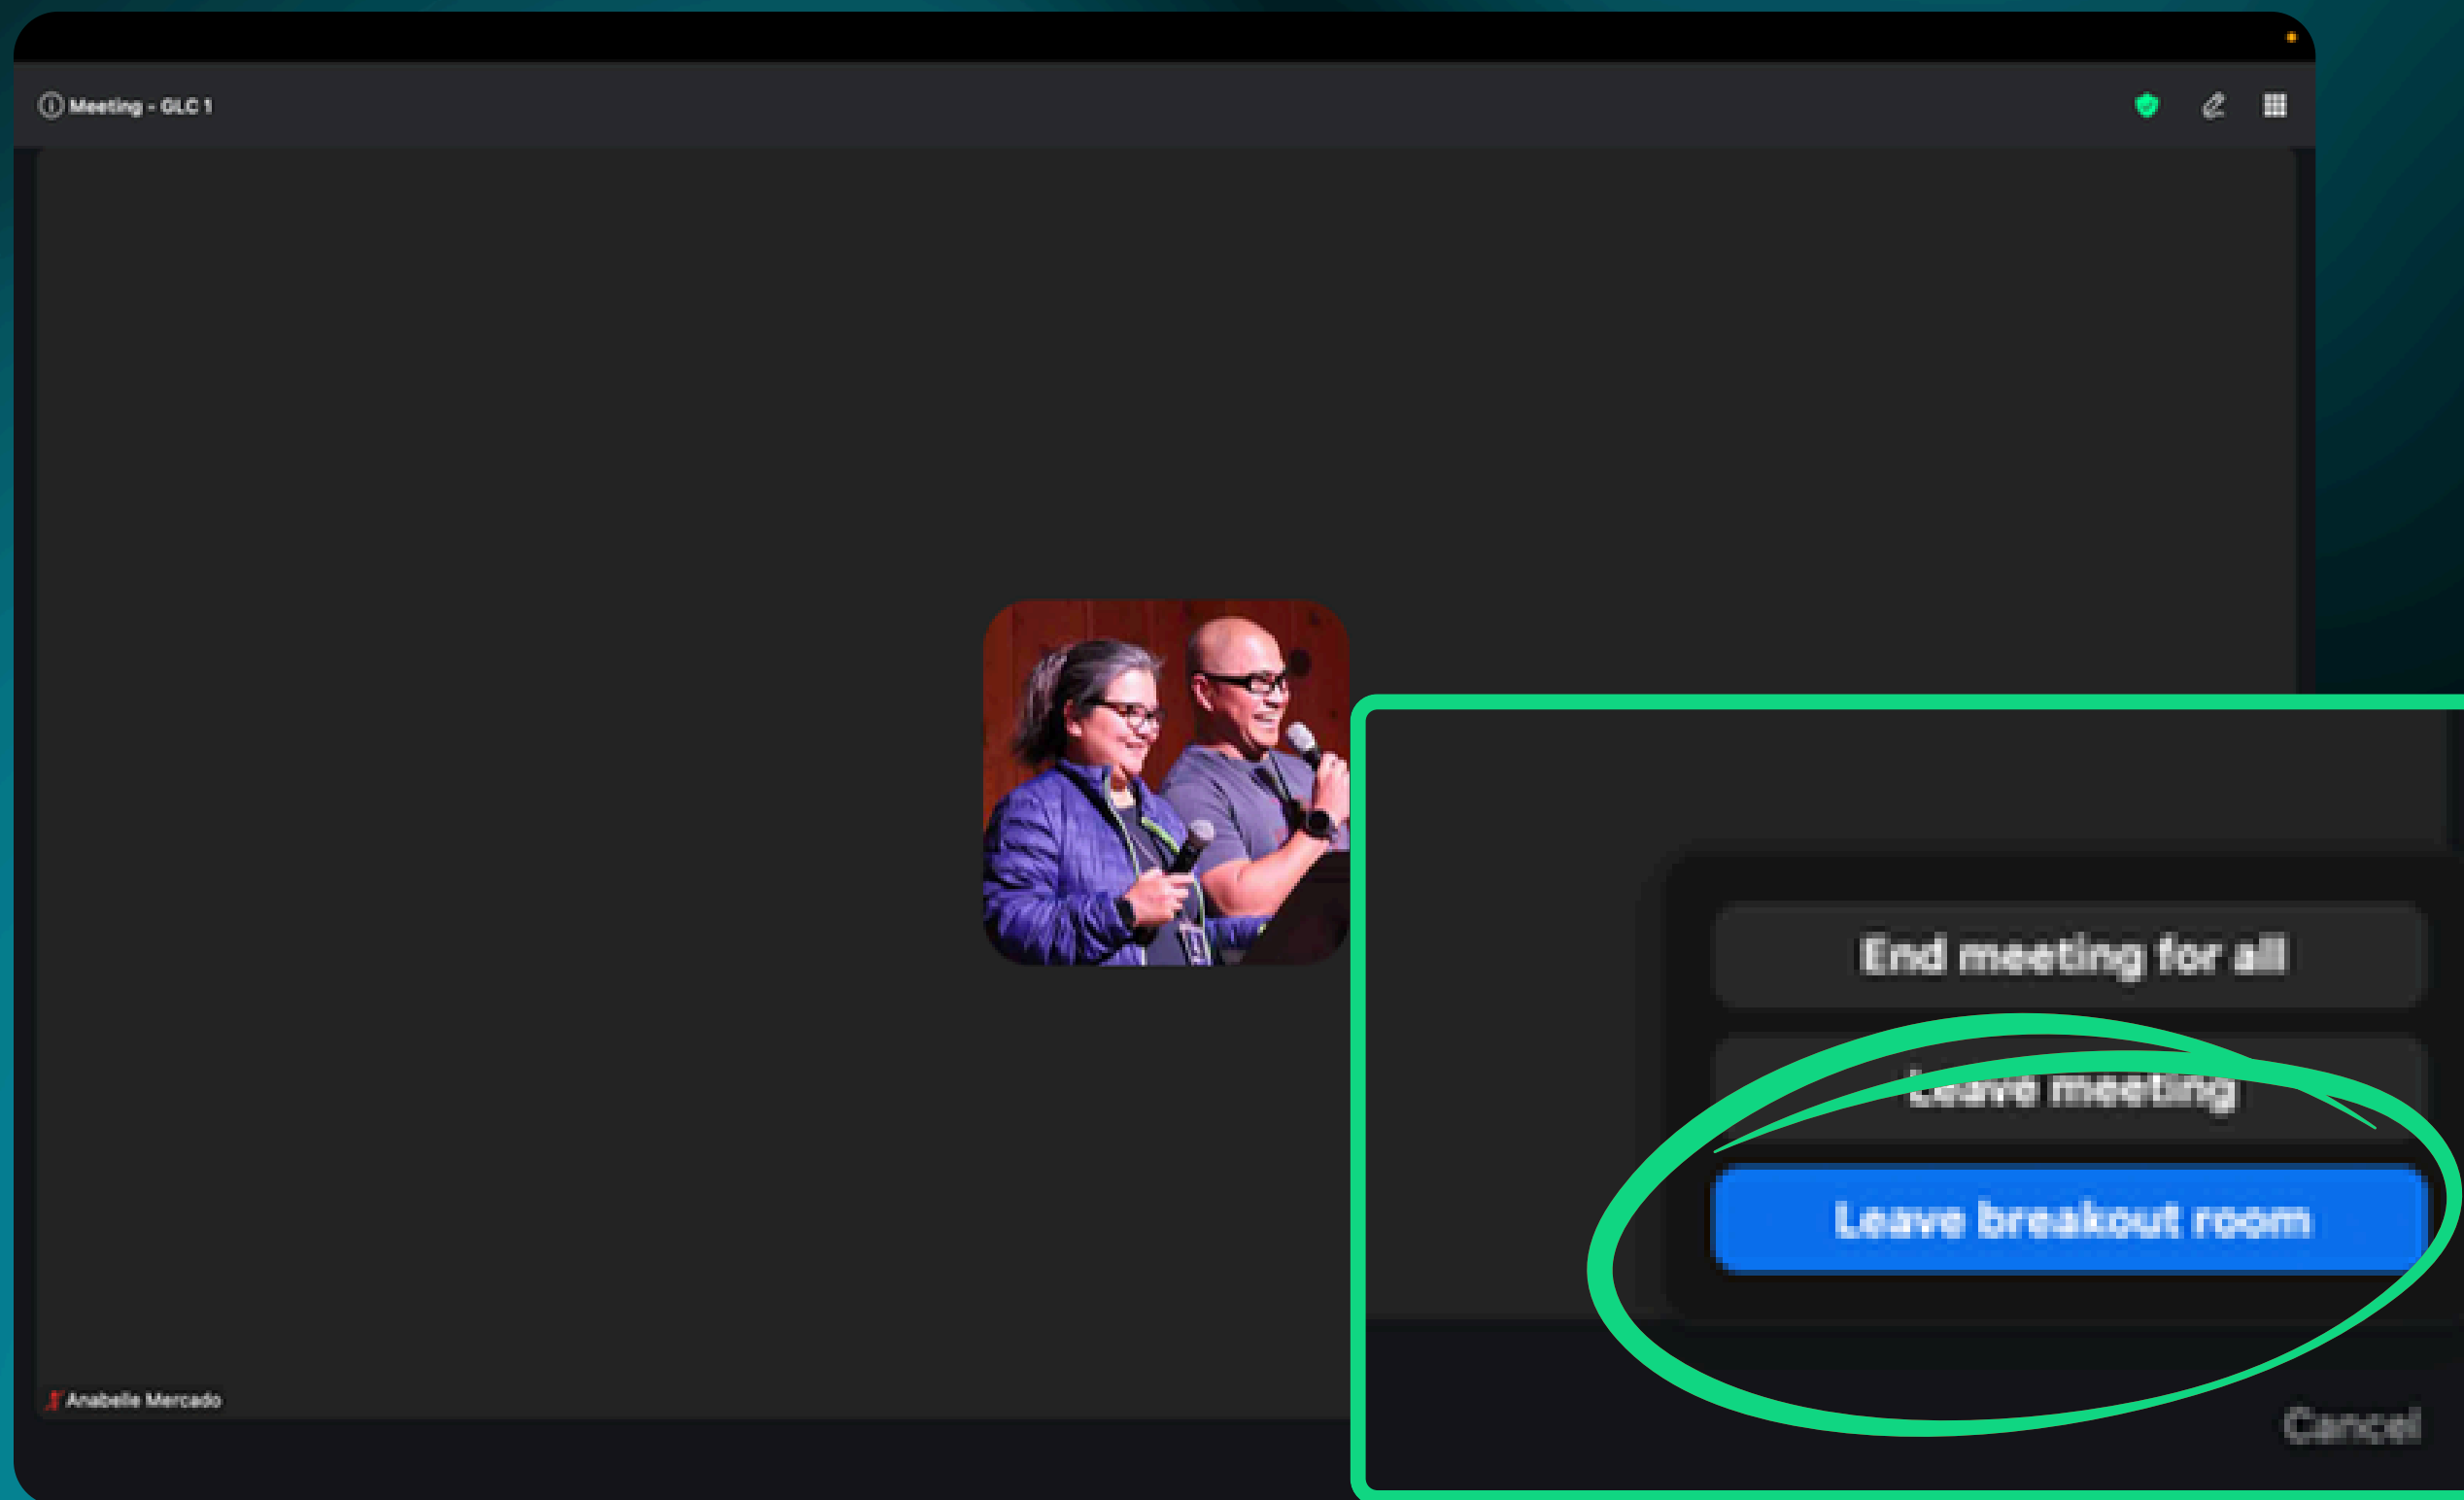 Meeting - GLC 1
End meeting for all
Leave meeting
Leave breakout room
Anabelle Mercado
Cancel